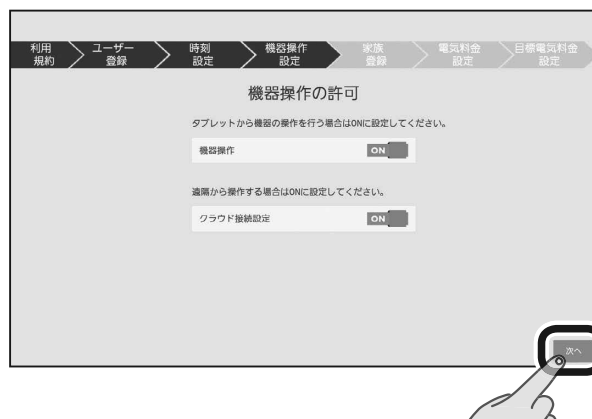 利用
規約
ユーザー
登録
時刻
設定
機器操作
設定
家族
登録
電気料金
設定
目標電気料金
設定
機器操作の許可
タブレットから機器の操作を行う場合はONに設定してください。
機器操作
ON
遠隔から操作する場合はONに設定してください。
クラウド接続設定
ON
次へ